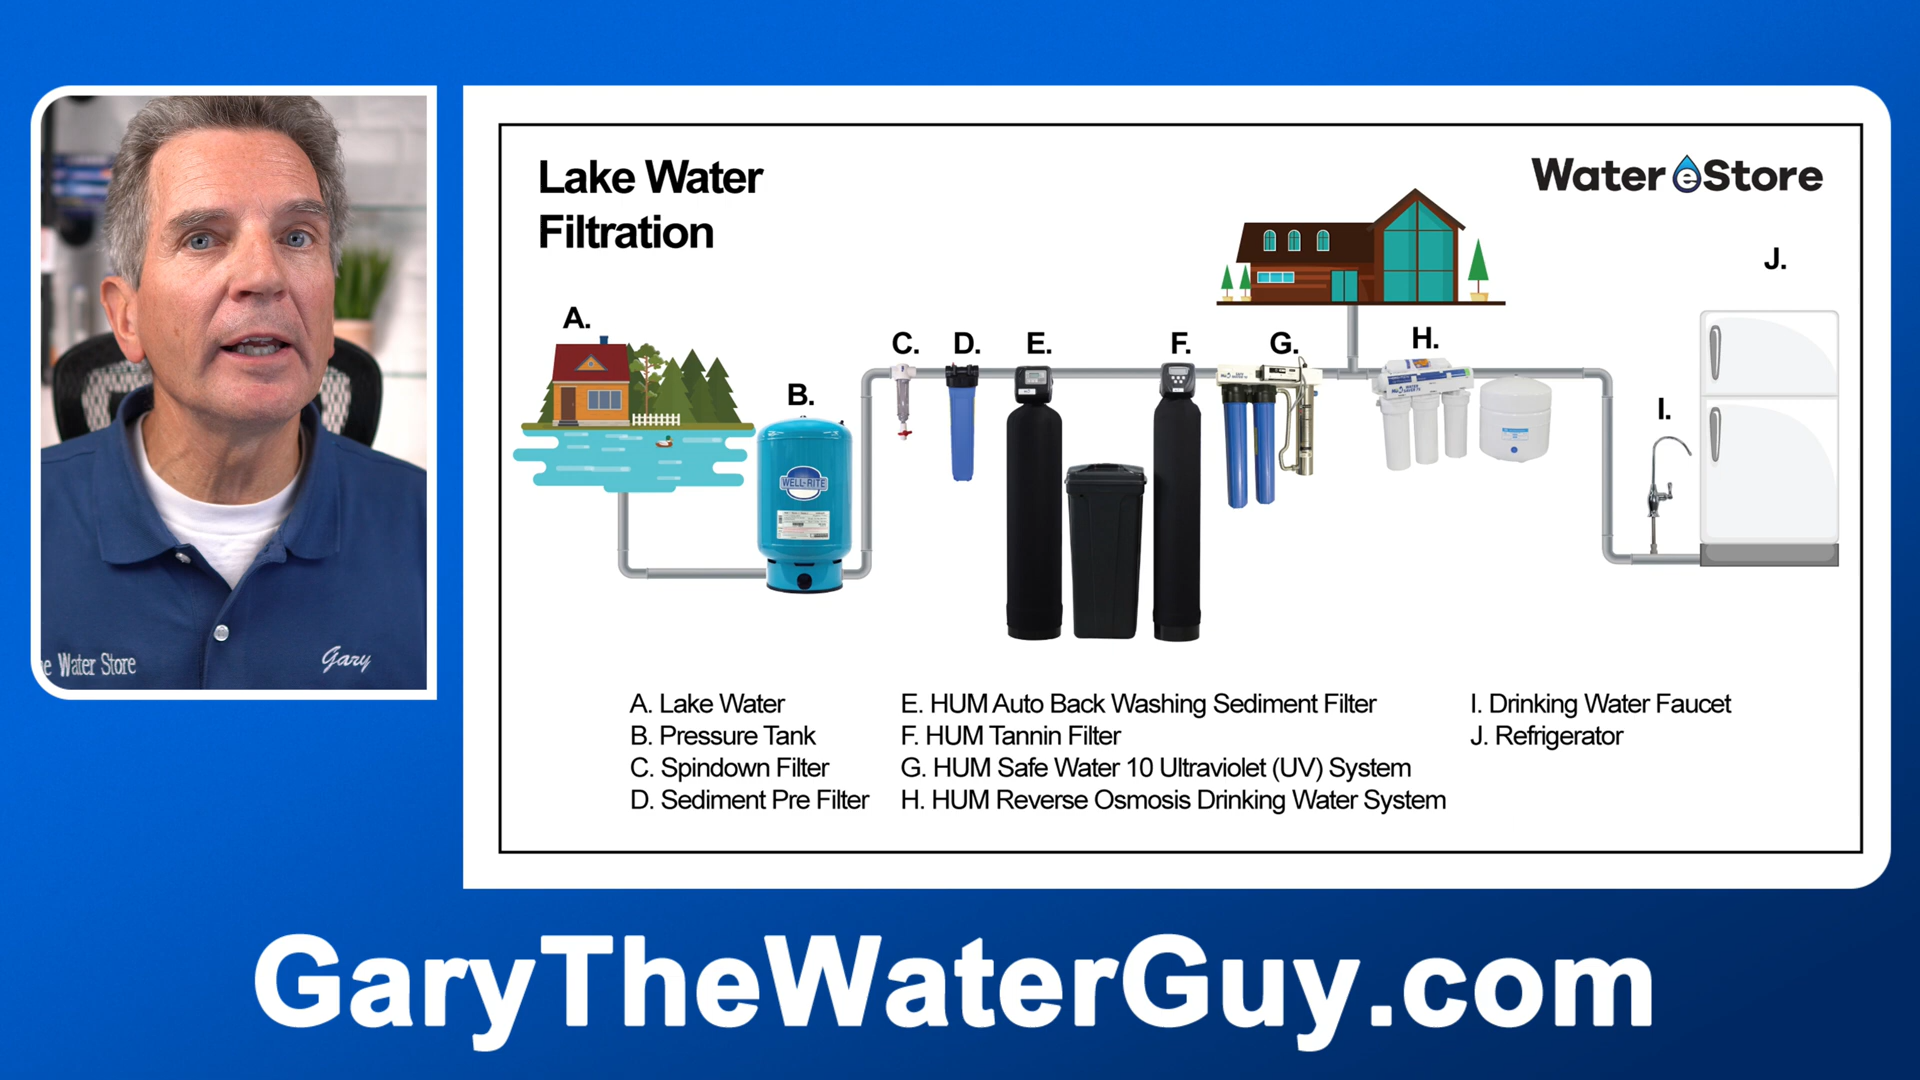 Lake Water
Filtration
Water eStore
A.
B.
C.
D.
E.
F.
G.
H.
I.
J.
WELL-RITE
A. Lake Water
B. Pressure Tank
C. Spindown Filter
D. Sediment Pre Filter
E. HUM Auto Back Washing Sediment Filter
F. HUM Tannin Filter
G. HUM Safe Water 10 Ultraviolet (UV) System
H. HUM Reverse Osmosis Drinking Water System
I. Drinking Water Faucet
J. Refrigerator
e Water Store
Gary
GaryTheWaterGuy.com